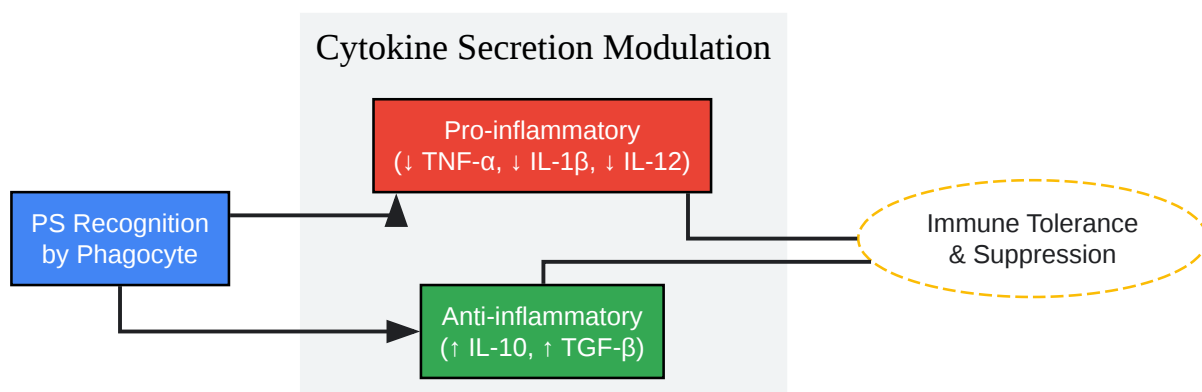 Cytokine Secretion Modulation
Pro-inflammatory
(↓ TNF-α, ↓ IL-1β, ↓ IL-12)
PS Recognition
by Phagocyte
Immune Tolerance
& Suppression
Anti-inflammatory
(↑ IL-10, ↑ TGF-β)